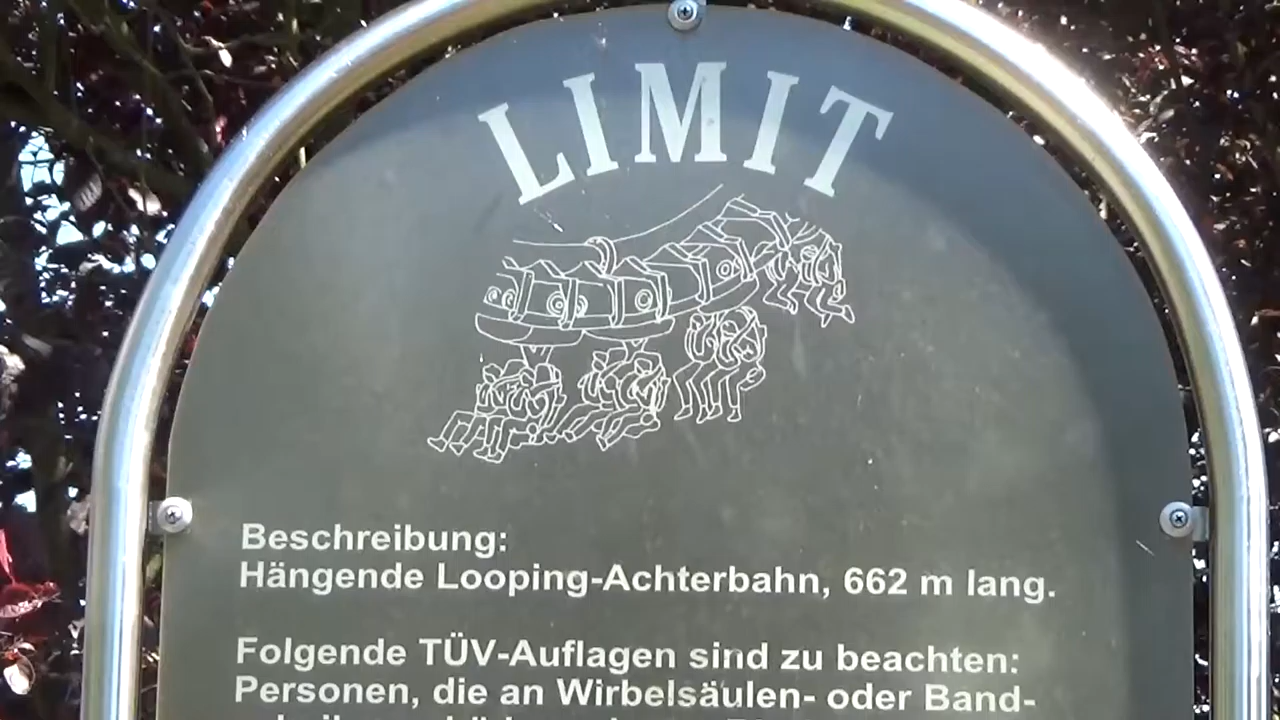 LIMIT
Beschreibung:
Hängende Looping-Achterbahn, 662 m lang.
Folgende TÜV-Auflagen sind zu beachten:
Personen, die an Wirbelsäulen- oder Band-